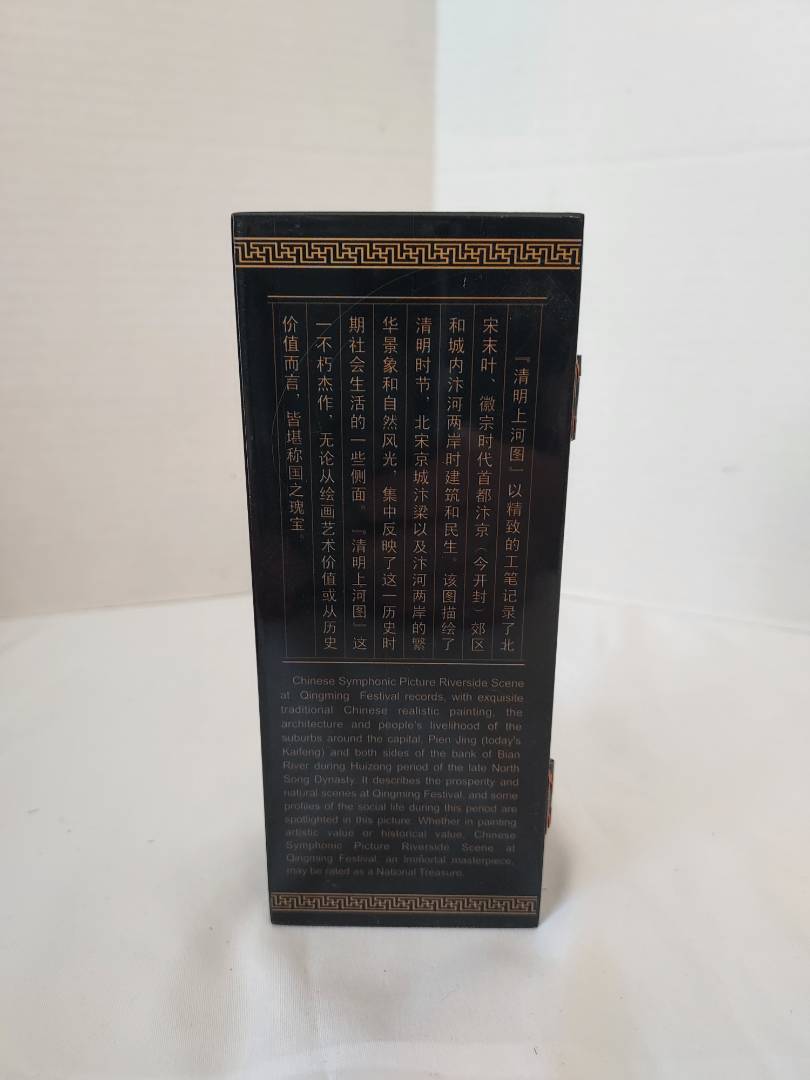 『清明上河图』以精致的工笔记录了北
宋末叶、徽宗时代首都汴京（今开封）郊区
和城内汴河两岸时建筑和民生。该图描绘了
清明时节，北宋京城汴梁以及汴河两岸的繁
华景象和自然风光，集中反映了这一历史时
期社会生活的一些侧面。『清明上河图』这
一不朽杰作，无论从绘画艺术价值或从历史
价值而言，皆堪称国之瑰宝。
Chinese Symphonic Picture Riverside Scene
at Qingming Festival records, with exquisite
traditional Chinese realistic painting, the
architecture and people's livelihood of the
suburbs around the capital, Pien Jing (today's
Kaifeng) and both sides of the bank of Bian
River during Huizong period of the late North
Song Dynasty. It describes the prosperity and
natural scenes at Qingming Festival, and some
profiles of the social life during this period are
spotlighted in this picture. Whether in painting
artistic value or historical value, Chinese
Symphonic Picture Riverside Scene at
Qingming Festival, an immortal masterpiece,
may be rated as a National Treasure.